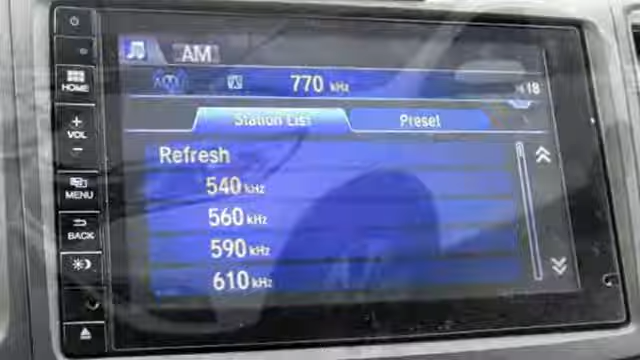 AM
770 kHz
18
HOME
Station List
Preset
+
VOL
-
Refresh
540 kHz
MENU
560 kHz
BACK
590 kHz
610 kHz